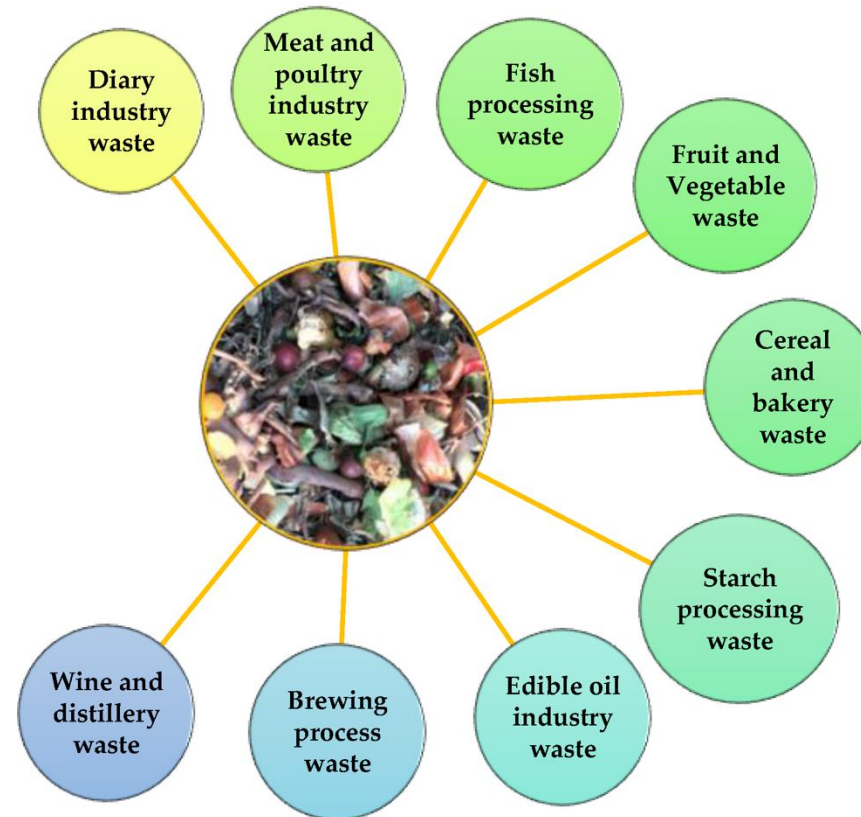 Diary
industry
waste
Meat and
poultry
industry
waste
Fish
processing
waste
Fruit and
Vegetable
waste
Cereal
and
bakery
waste
Starch
processing
waste
Edible oil
industry
waste
Brewing
process
waste
Wine and
distillery
waste